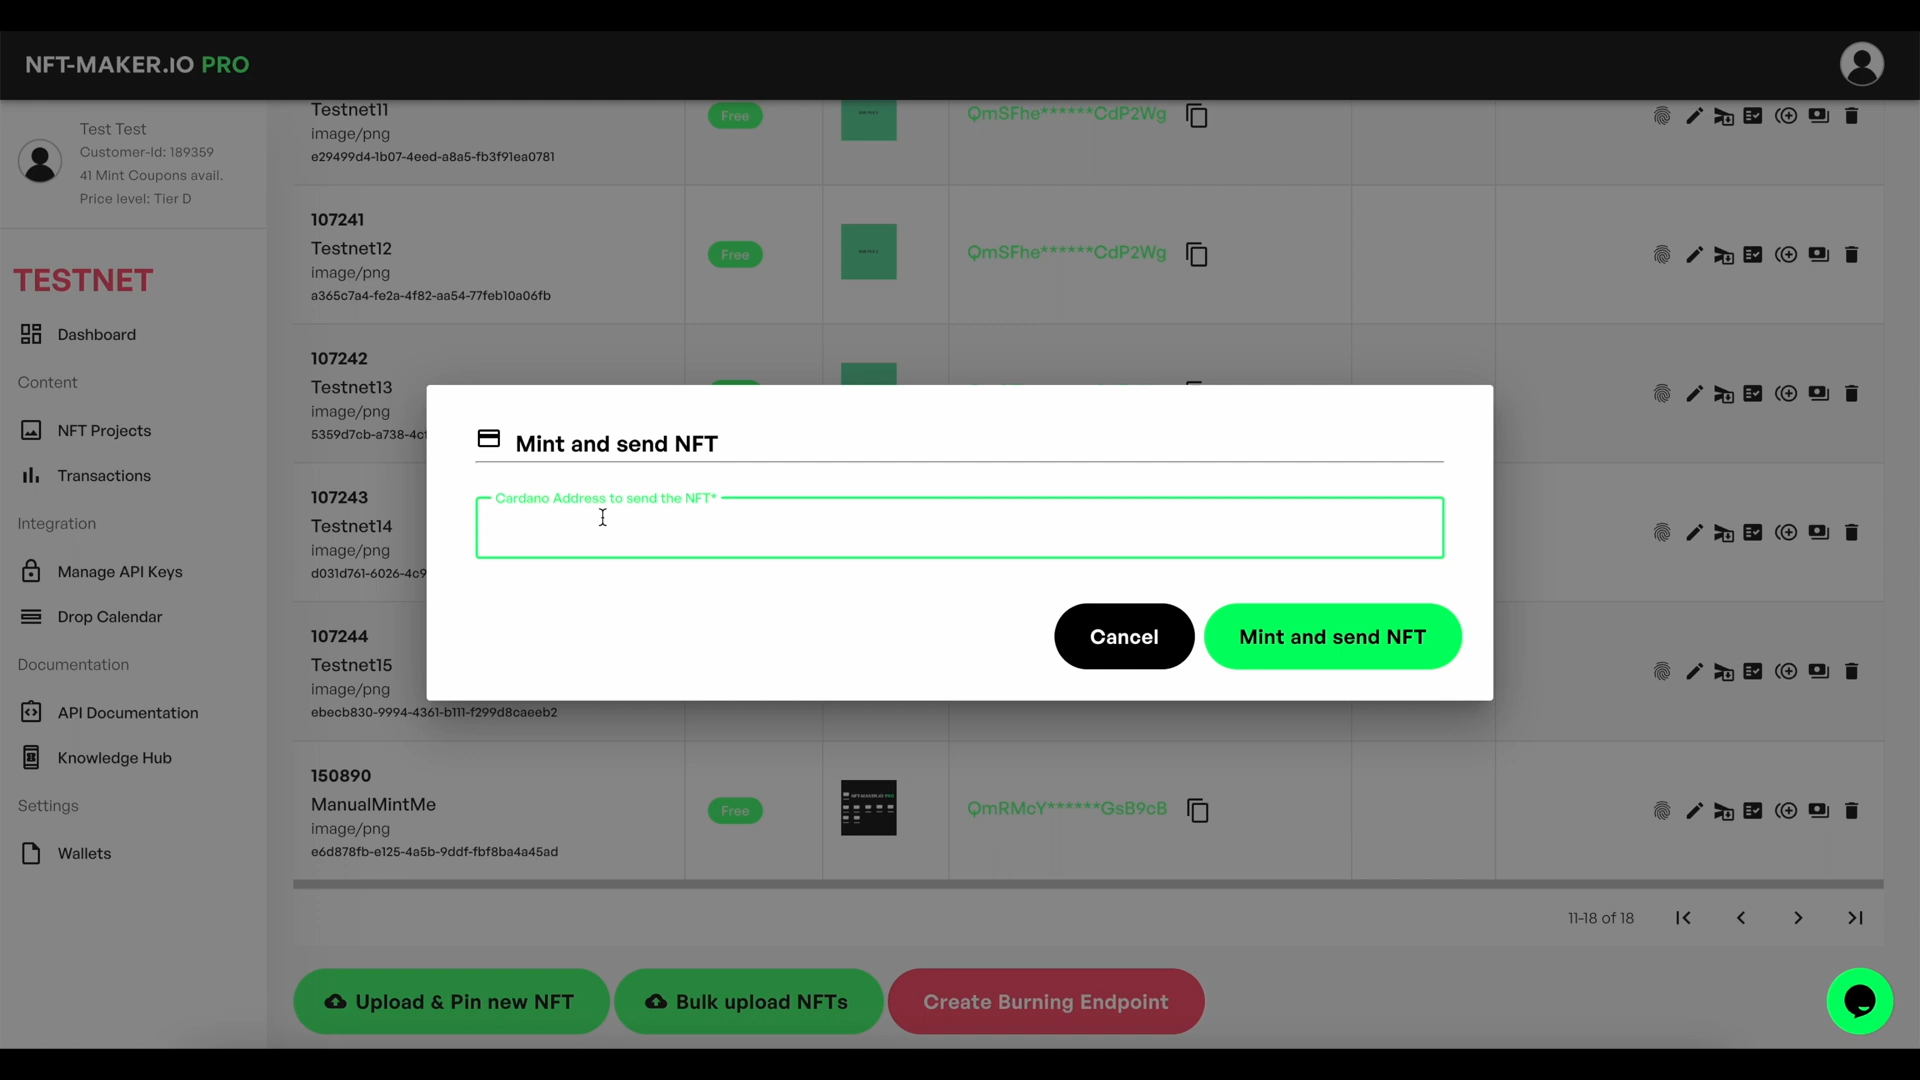 NFT-MAKER.IO PRO
Test Test
Customer-Id: 189359
41 Mint Coupons avail.
Price level: Tier D
TESTNET
Dashboard
Content
NFT Projects
Transactions
Integration
Manage API Keys
Drop Calendar
Documentation
API Documentation
Knowledge Hub
Settings
Wallets
Testnet11
image/png
e29499d4-1b07-4eed-a8a5-fb3f91ea0781
Free
QmSFhe******CdP2Wg
107241
Testnet12
image/png
a365c7a4-fe2a-4f82-aa54-77feb10a06fb
Free
QmSFhe******CdP2Wg
107242
Testnet13
image/png
5359d7cb-a738-4cf
107243
Testnet14
image/png
d031d761-6026-4c9
107244
Testnet15
image/png
ebecb830-9994-4361-b111-f299d8caeeb2
150890
ManualMintMe
image/png
e6d878fb-e125-4a5b-9ddf-fbf8ba4a45ad
Free
QmRMcY******GsB9cB
Mint and send NFT
Cardano Address to send the NFT*
Cancel
Mint and send NFT
11-18 of 18
Upload & Pin new NFT
Bulk upload NFTs
Create Burning Endpoint